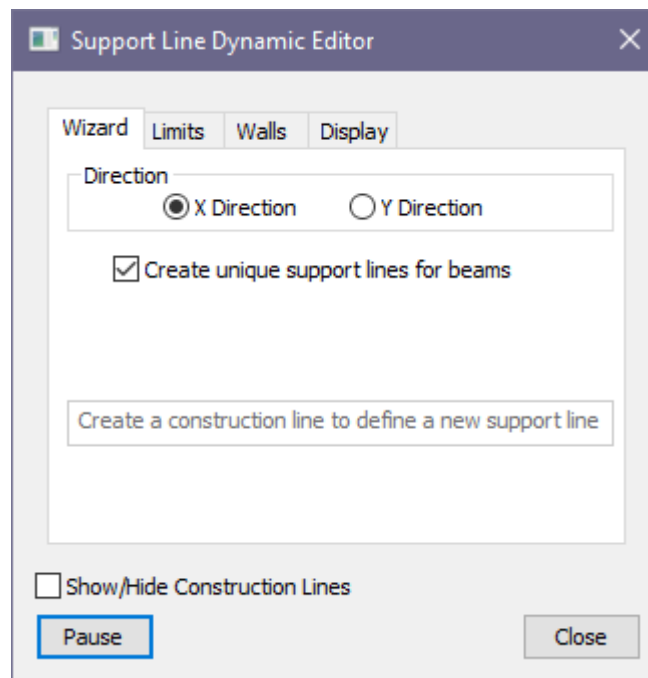 Support Line Dynamic Editor
Wizard Limits Walls Display
Direction
X Direction Y Direction
Create unique support lines for beams
Create a construction line to define a new support line
Show/Hide Construction Lines
Pause Close